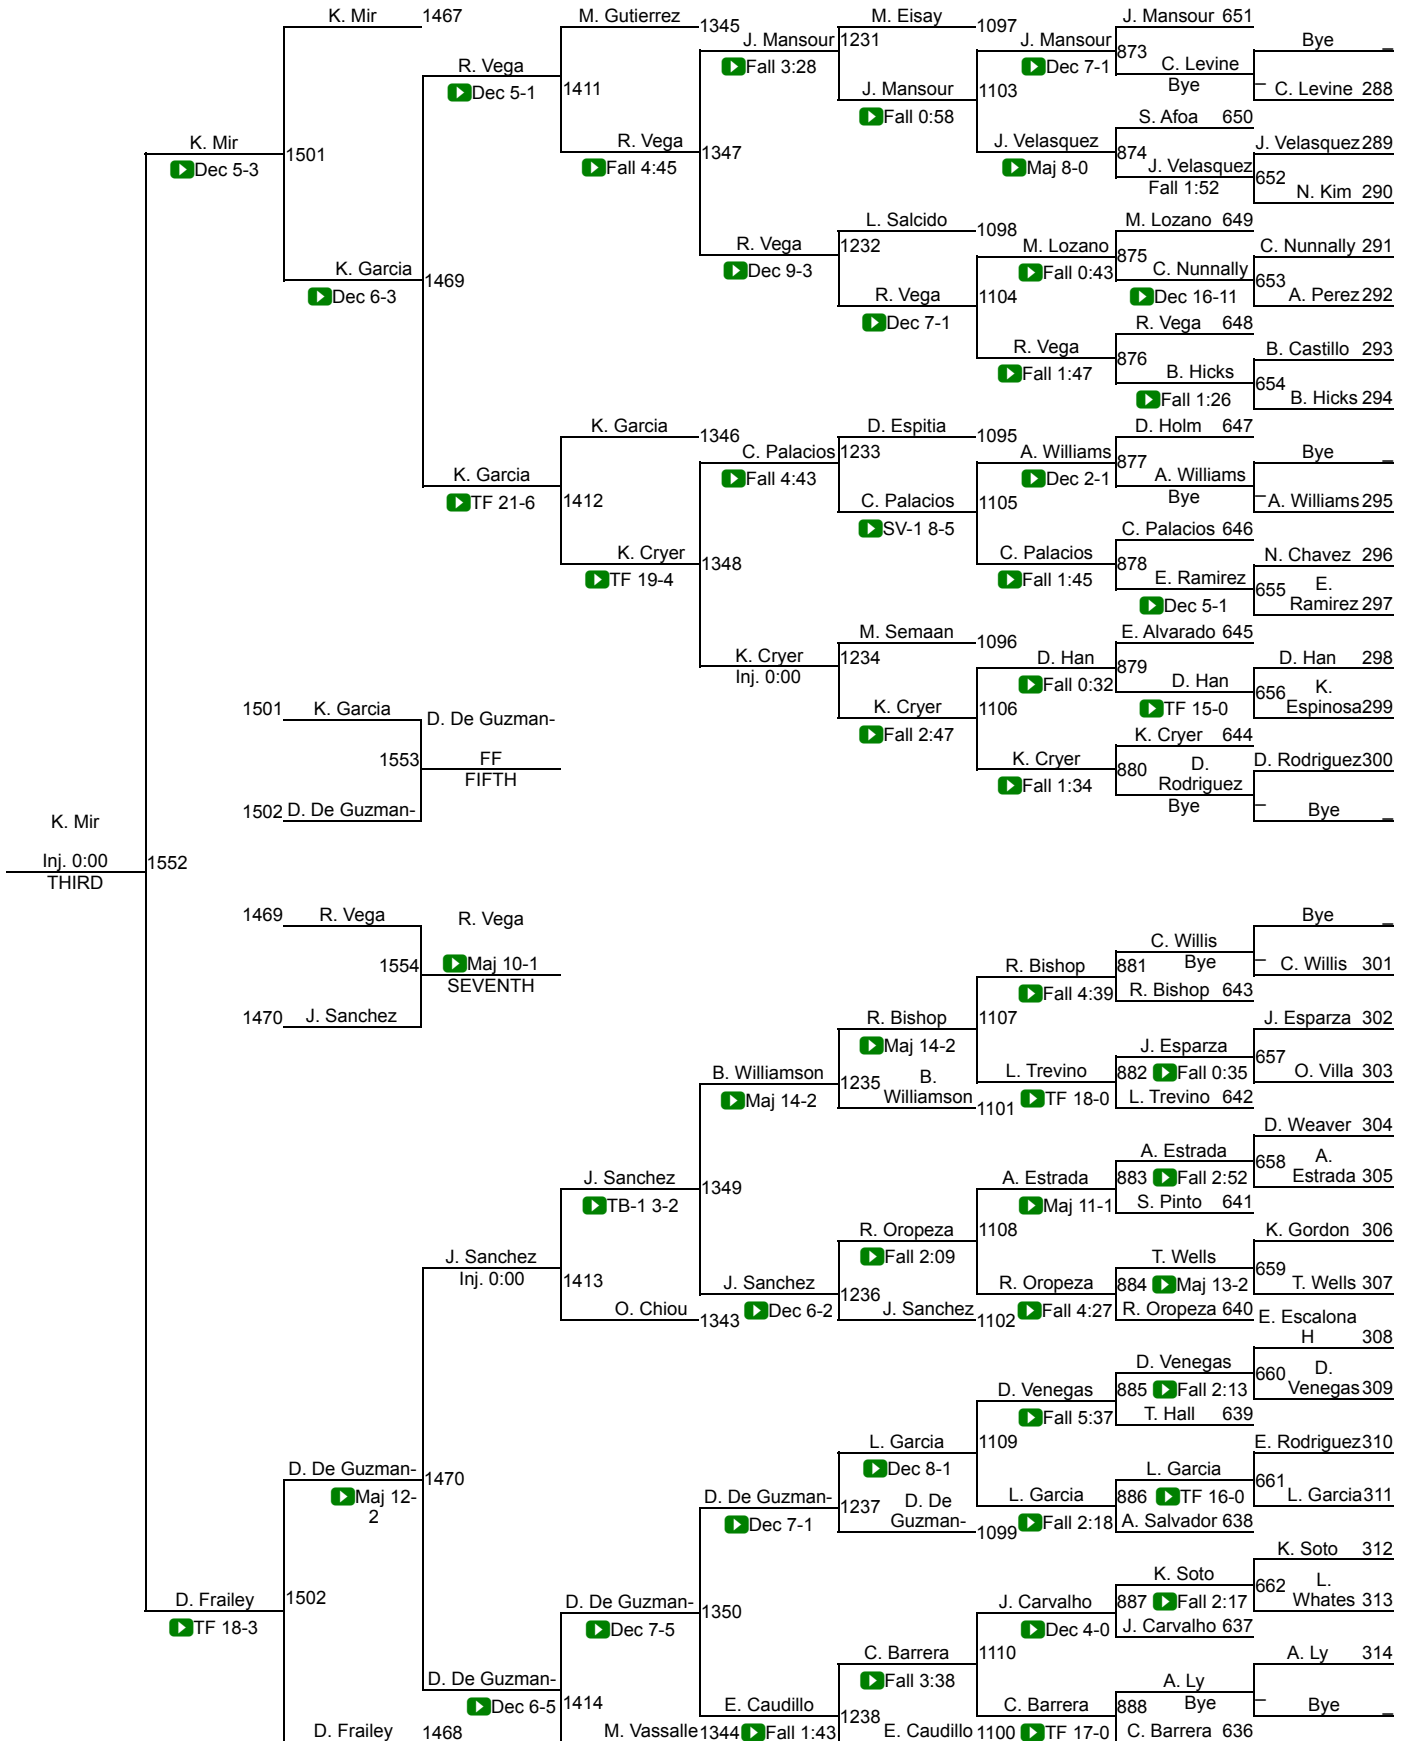 K. Mir 1467 M. Gutierrez 1345 M. Eisay 1097 J. Mansour 651
J. Mansour 1231 J. Mansour 873 Bye _
R. Vega Fall 3:28 Dec 7-1 C. Levine
Dec 5-1 1411 J. Mansour 1103 Bye _ C. Levine 288
Fall 0:58 S. Afoa 650
K. Mir 1501 R. Vega 1347 J. Velasquez 874 J. Velasquez 289
Dec 5-3 Fall 4:45 Maj 8-0 J. Velasquez 652
Fall 1:52 N. Kim 290
L. Salcido 1098 M. Lozano 649
R. Vega 1232 M. Lozano 875 C. Nunnally 291
K. Garcia 1469 Dec 9-3 Fall 0:43 C. Nunnally 653
Dec 6-3 R. Vega 1104 Dec 16-11 A. Perez 292
Dec 7-1 R. Vega 648
R. Vega 876 B. Castillo 293
Fall 1:47 B. Hicks 654
Fall 1:26 B. Hicks 294
K. Garcia 1346 D. Espitia 1095 D. Holm 647
C. Palacios 1233 A. Williams 877 Bye _
K. Garcia Fall 4:43 Dec 2-1 A. Williams
TF 21-6 1412 C. Palacios 1105 Bye _ A. Williams 295
SV-1 8-5 C. Palacios 646
K. Cryer 1348 C. Palacios 878 N. Chavez 296
TF 19-4 Fall 1:45 E. Ramirez 655 E.
Dec 5-1 Ramirez 297
M. Semaan 1096 E. Alvarado 645
K. Cryer 1234 D. Han 879 D. Han 298
Inj. 0:00 Fall 0:32 D. Han 656 K.
1501 K. Garcia D. De Guzman- K. Cryer 1106 TF 15-0 Espinosa 299
Fall 2:47 K. Cryer 644
1553 FF K. Cryer 880 D. D. Rodriguez 300
FIFTH Fall 1:34 Rodriguez
1502 D. De Guzman- Bye _ Bye _
K. Mir
Inj. 0:00 1552
THIRD
1469 R. Vega R. Vega Bye _
C. Willis
1554 Maj 10-1 R. Bishop 881 Bye _ C. Willis 301
SEVENTH Fall 4:39 R. Bishop 643
1470 J. Sanchez R. Bishop 1107 J. Esparza 302
Maj 14-2 J. Esparza 657
B. Williamson 1235 B. L. Trevino 882 Fall 0:35 O. Villa 303
Maj 14-2 Williamson 1101 TF 18-0 L. Trevino 642
D. Weaver 304
A. Estrada 658 A.
J. Sanchez 1349 A. Estrada 883 Fall 2:52 Estrada 305
TB-1 3-2 Maj 11-1 S. Pinto 641
R. Oropeza 1108 K. Gordon 306
J. Sanchez Fall 2:09 T. Wells 659
Inj. 0:00 1413 J. Sanchez 1236 R. Oropeza 884 Maj 13-2 T. Wells 307
O. Chiou 1343 Dec 6-2 J. Sanchez 1102 Fall 4:27 R. Oropeza 640
E. Escalona
H 308
D. Venegas 660 D.
D. Venegas 885 Fall 2:13 Venegas 309
Fall 5:37 T. Hall 639
L. Garcia 1109 E. Rodriguez 310
D. De Guzman- 1470 Dec 8-1 L. Garcia 661
Maj 12- D. De Guzman- 1237 D. De L. Garcia 886 TF 16-0 L. Garcia 311
2 Dec 7-1 Guzman- 1099 Fall 2:18 A. Salvador 638
K. Soto 312
K. Soto 662 L.
D. Frailey 1502 D. De Guzman- 1350 J. Carvalho 887 Fall 2:17 Whates 313
TF 18-3 Dec 7-5 Dec 4-0 J. Carvalho 637
C. Barrera 1110 A. Ly 314
D. De Guzman- Fall 3:38 A. Ly
Dec 6-5 1414 E. Caudillo 1238 C. Barrera 888 Bye _ Bye _
D. Frailey 1468 M. Vassalle 1344 Fall 1:43 E. Caudillo 1100 TF 17-0 C. Barrera 636